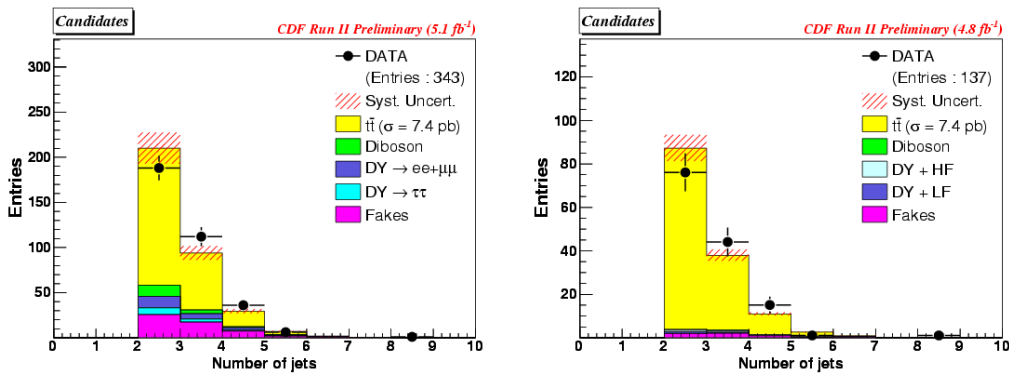 Candidates
CDF Run II Preliminary (5.1 fb⁻¹)
300
250
200
150
100
50
Entries
DATA
(Entries : 343)
Syst. Uncert.
tt̄ (σ = 7.4 pb)
Diboson
DY → ee+μμ
DY → ττ
Fakes
0 1 2 3 4 5 6 7 8 9 10
Number of jets
Candidates
CDF Run II Preliminary (4.8 fb⁻¹)
120
100
80
60
40
20
Entries
DATA
(Entries : 137)
Syst. Uncert.
tt̄ (σ = 7.4 pb)
Diboson
DY + HF
DY + LF
Fakes
0 1 2 3 4 5 6 7 8 9 10
Number of jets